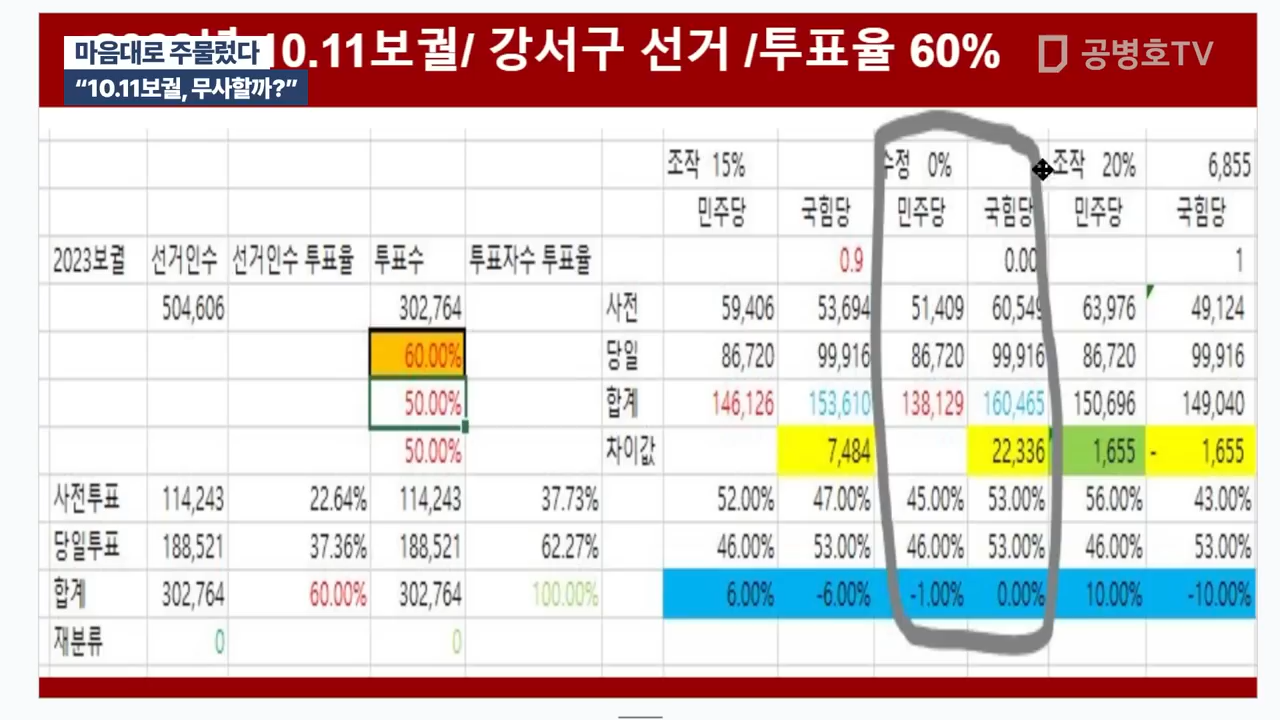 마음대로 주물렀다
“10.11보궐, 무사할까?”
10.11보궐/ 강서구 선거 /투표율 60%
공병호TV
조작 15% 수정 0% 조작 20% 6,855
민주당 국힘당 민주당 국힘당 민주당 국힘당
2023보궐 선거인수 선거인수 투표율 투표수 투표자수 투표율 0.9 0.00 1
504,606 302,764 사전 59,406 53,694 51,409 60,549 63,976 49,124
60.00% 당일 86,720 99,916 86,720 99,916 86,720 99,916
50.00% 합계 146,126 153,610 138,129 160,465 150,696 149,040
50.00% 차이값 7,484 22,336 1,655 - 1,655
사전투표 114,243 22.64% 114,243 37.73% 52.00% 47.00% 45.00% 53.00% 56.00% 43.00%
당일투표 188,521 37.36% 188,521 62.27% 46.00% 53.00% 46.00% 53.00% 46.00% 53.00%
합계 302,764 60.00% 302,764 100.00% 6.00% -6.00% -1.00% 0.00% 10.00% -10.00%
재분류 0 0